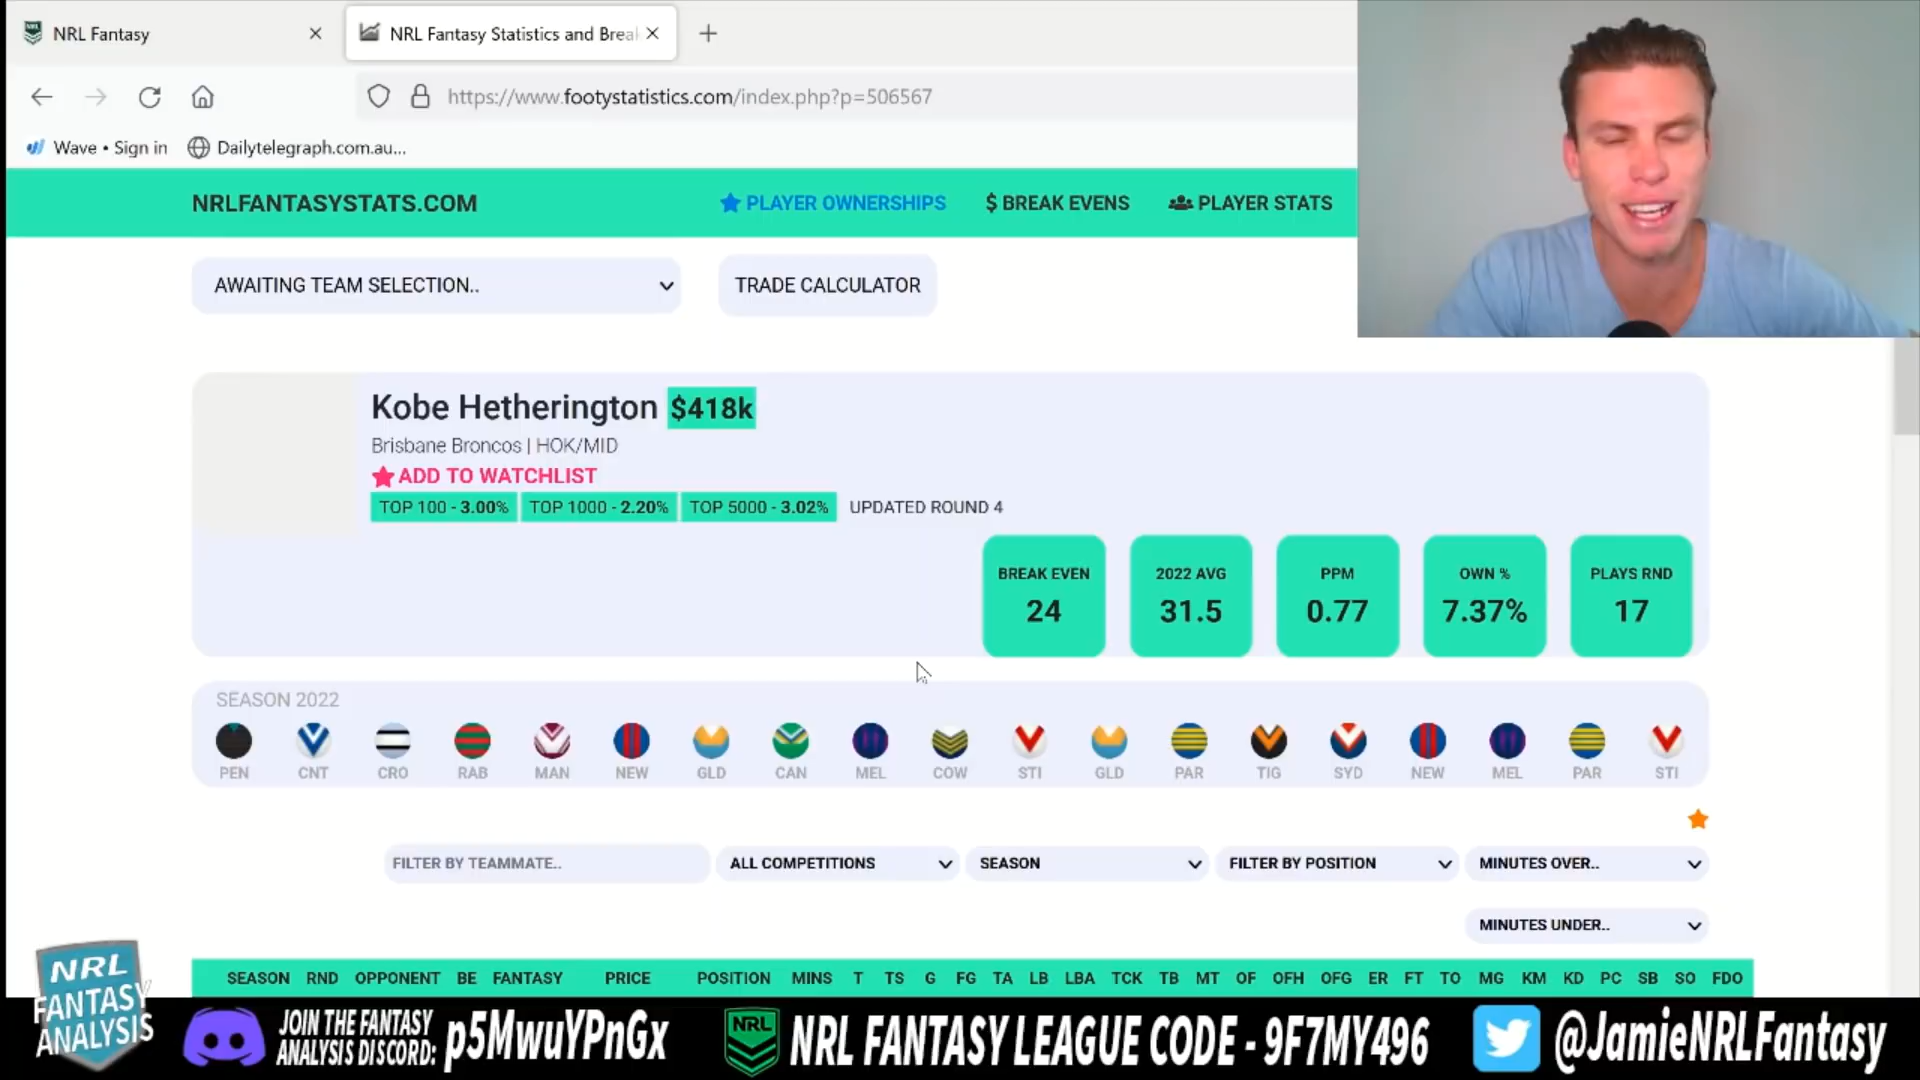 NRL Fantasy
NRL Fantasy Statistics and Brea
https://www.footystatistics.com/index.php?p=506567
Wave • Sign in
Dailytelegraph.com.au...
NRLFANTASYSTATS.COM
PLAYER OWNERSHIPS
$ BREAK EVENS
PLAYER STATS
AWAITING TEAM SELECTION..
TRADE CALCULATOR
Kobe Hetherington $418k
Brisbane Broncos | HOK/MID
ADD TO WATCHLIST
TOP 100 - 3.00% TOP 1000 - 2.20% TOP 5000 - 3.02% UPDATED ROUND 4
BREAK EVEN 2022 AVG PPM OWN % PLAYS RND
24 31.5 0.77 7.37% 17
SEASON 2022
PEN CNT CRO RAB MAN NEW GLD CAN MEL COW STI GLD PAR TIG SYD NEW MEL PAR STI
FILTER BY TEAMMATE.. ALL COMPETITIONS SEASON FILTER BY POSITION MINUTES OVER..
MINUTES UNDER..
SEASON RND OPPONENT BE FANTASY PRICE POSITION MINS T TS G FG TA LB LBA TCK TB MT OF OFH OFG ER FT TO MG KM KD PC SB SO FDO
NRL
FANTASY
ANALYSIS
JOIN THE FANTASY
ANALYSIS DISCORD: p5MwuYPnGx
NRL
NRL FANTASY LEAGUE CODE - 9F7MY496
@JamieNRLFantasy